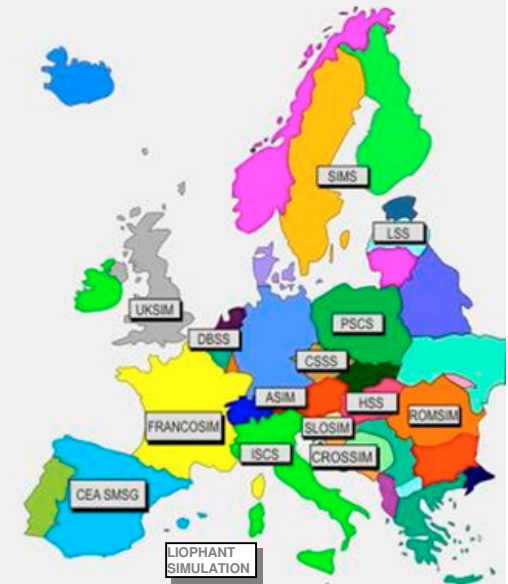 SIMS
LSS
UKSIM
PSCS
DBSS
CSSS
ASIM
HSS
ROMSIM
FRANCOSIM
SLOSIM
ISCS
CROSSIM
CEA SMSG
LIOPHANT
SIMULATION